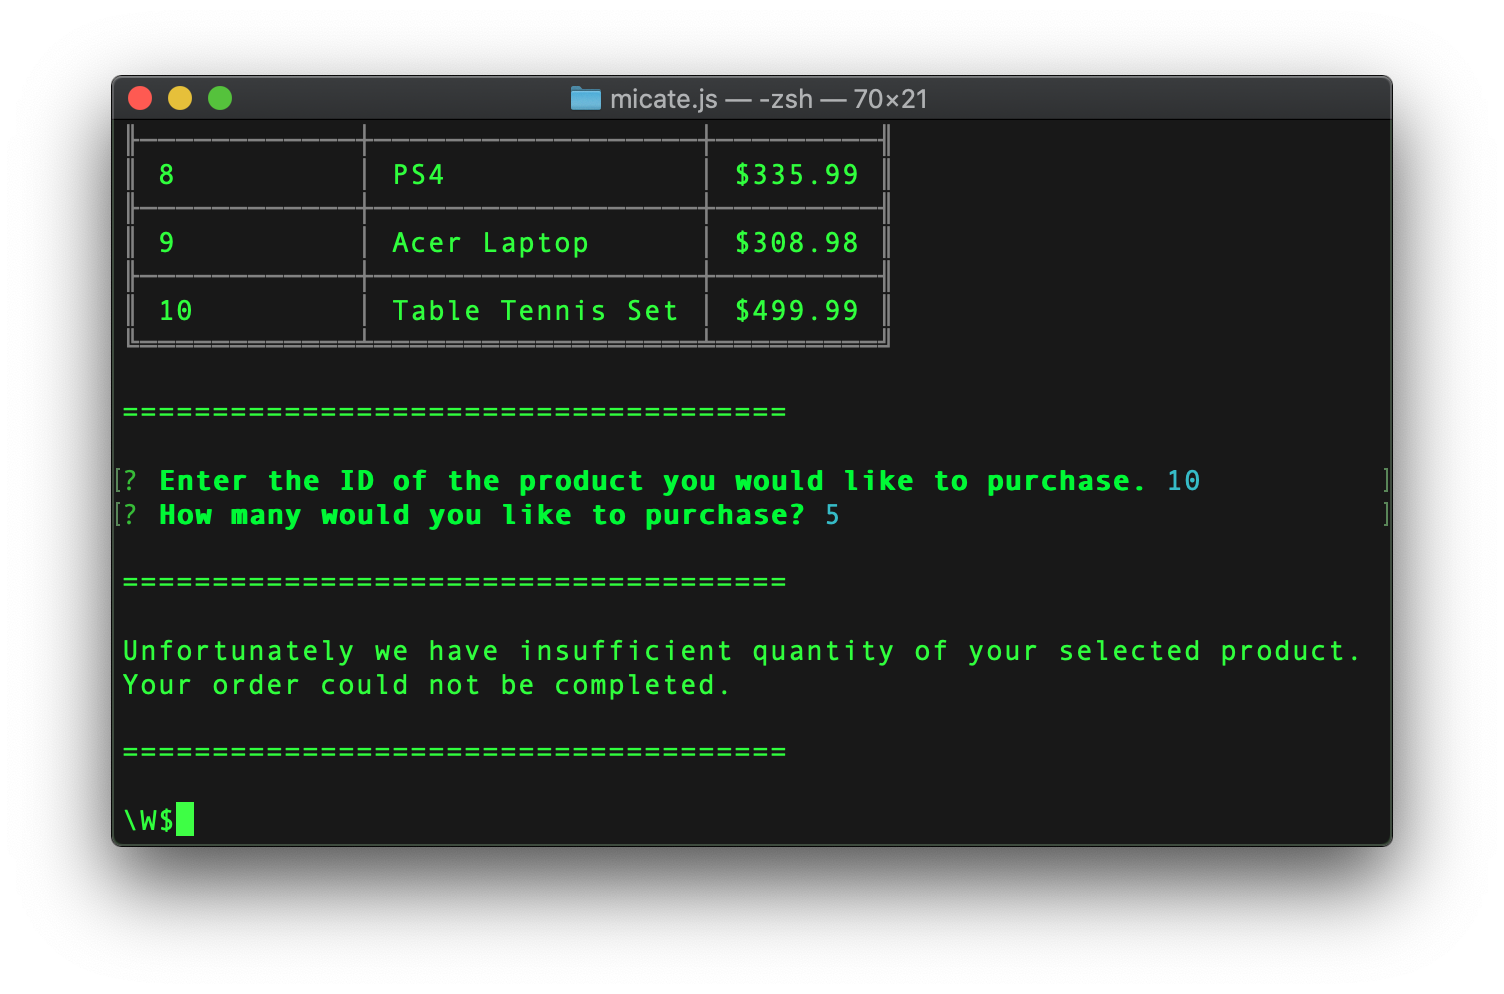 micate.js — -zsh — 70×21
8 PS4 $335.99
9 Acer Laptop $308.98
10 Table Tennis Set $499.99
=====================================
[? Enter the ID of the product you would like to purchase. 10 ]
[? How many would you like to purchase? 5 ]
=====================================
Unfortunately we have insufficient quantity of your selected product.
Your order could not be completed.
=====================================
\W$